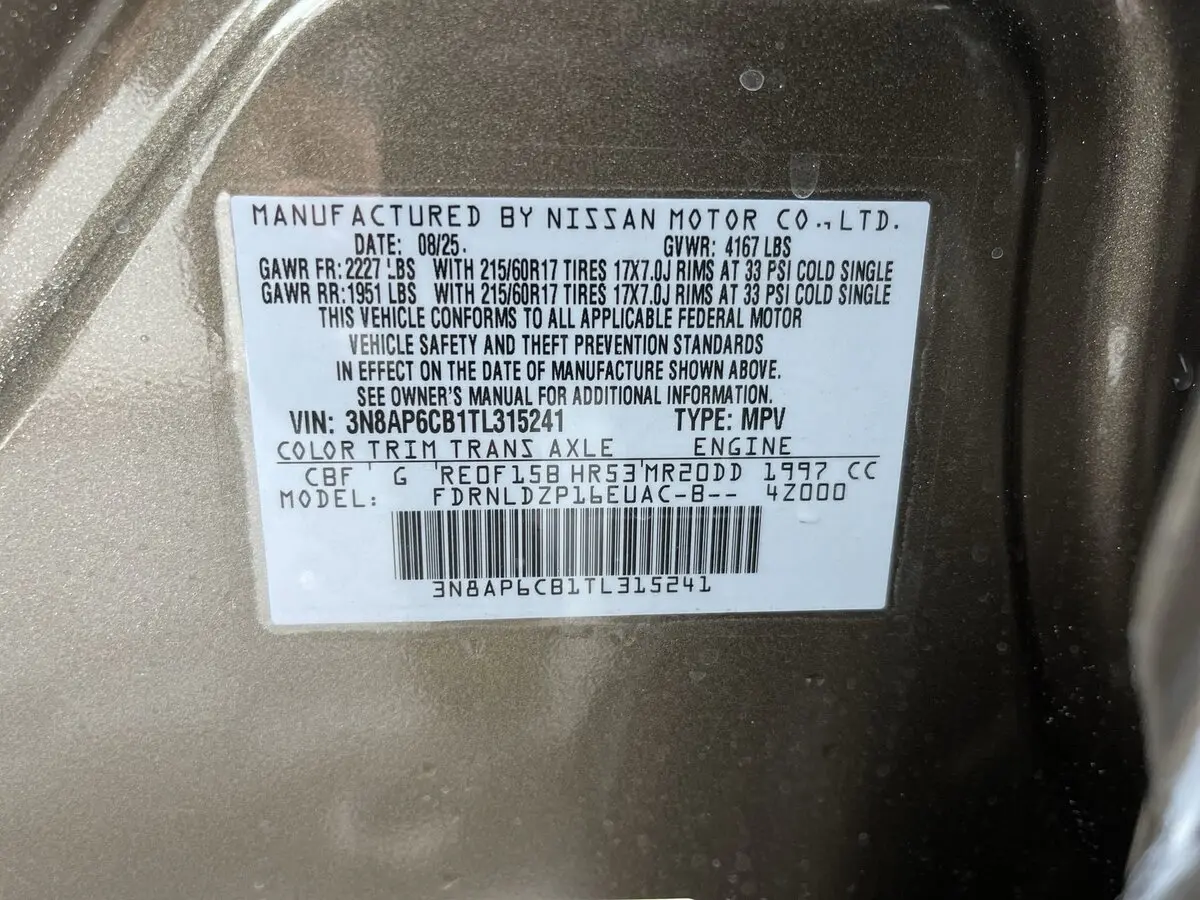 MANUFACTURED BY NISSAN MOTOR CO., LTD.
DATE: 08/25. GVWR: 4167 LBS
GAWR FR:2227 LBS WITH 215/60R17 TIRES 17X7.0J RIMS AT 33 PSI COLD SINGLE
GAWR RR:1951 LBS WITH 215/60R17 TIRES 17X7.0J RIMS AT 33 PSI COLD SINGLE
THIS VEHICLE CONFORMS TO ALL APPLICABLE FEDERAL MOTOR
VEHICLE SAFETY AND THEFT PREVENTION STANDARDS
IN EFFECT ON THE DATE OF MANUFACTURE SHOWN ABOVE.
SEE OWNER'S MANUAL FOR ADDITIONAL INFORMATION.
VIN: 3N8AP6CB1TL315241 TYPE: MPV
COLOR TRIM TRANS AXLE ENGINE
CBF G RE0F15B HR53 MR20DD 1997 CC
MODEL: FDRNLDZP16EUAC-B-- 4Z000
3N8AP6CB1TL315241